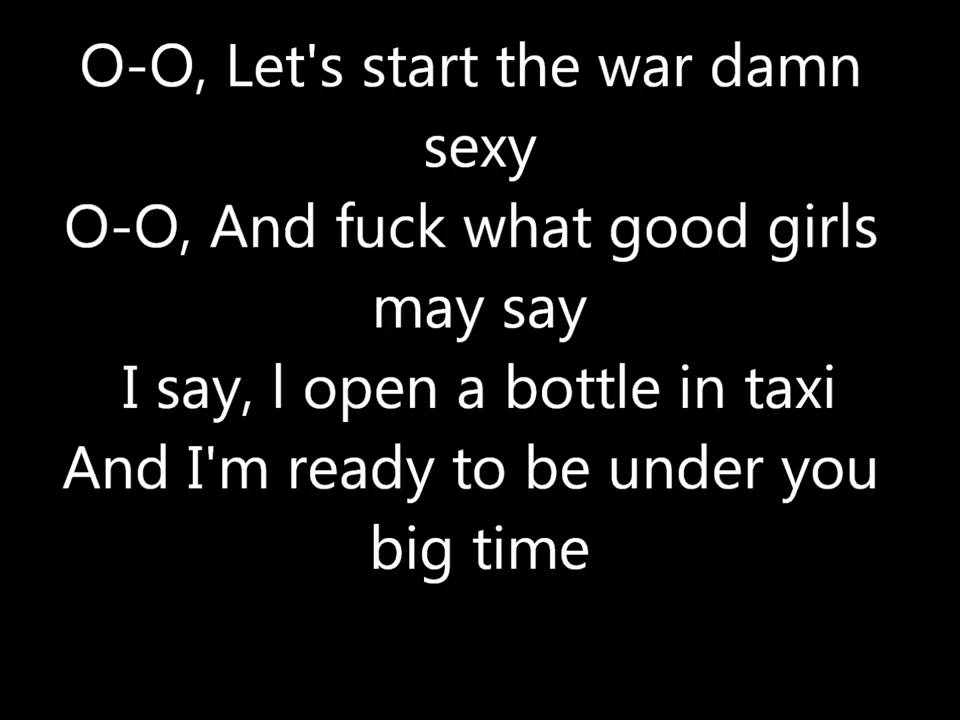 O-O, Let's start the war damn
sexy
O-O, And fuck what good girls
may say
I say, I open a bottle in taxi
And I'm ready to be under you
big time